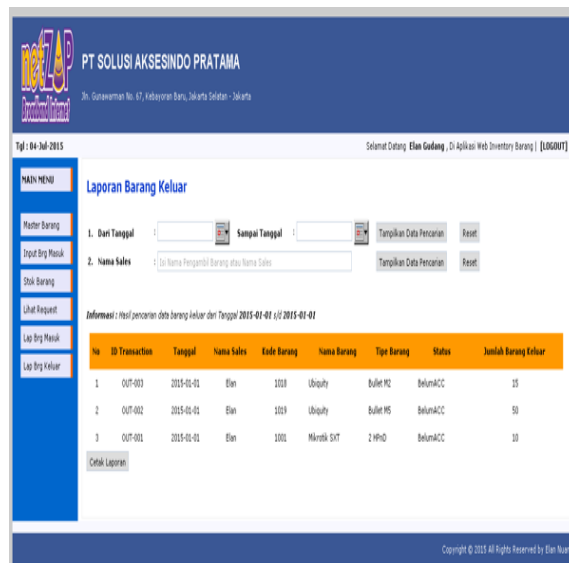 netZAP
Broadband Internet
PT SOLUSI AKSESINDO PRATAMA
Jln. Gunawarman No. 67, Kebayoran Baru, Jakarta Selatan - Jakarta
Tgl : 04-Jul-2015
Selamat Datang Elan Gudang , Di Aplikasi Web Inventory Barang | [LOGOUT]
MAIN MENU
Master Barang
Input Brg Masuk
Stok Barang
Lihat Request
Lap Brg Masuk
Lap Brg Keluar
Laporan Barang Keluar
1. Dari Tanggal : Sampai Tanggal : Tampilkan Data Pencarian Reset
2. Nama Sales : Isi Nama Pengambil Barang atau Nama Sales Tampilkan Data Pencarian Reset
Informasi : Hasil pencarian data barang keluar dari Tanggal 2015-01-01 s/d 2015-01-01
No ID Transaction Tanggal Nama Sales Kode Barang Nama Barang Tipe Barang Status Jumlah Barang Keluar
1 OUT-003 2015-01-01 Elan 1018 Ubiquity Bullet M2 BelumACC 15
2 OUT-002 2015-01-01 Elan 1019 Ubiquity Bullet M5 BelumACC 50
3 OUT-001 2015-01-01 Elan 1001 Mikrotik SXT 2 HPnD BelumACC 10
Cetak Laporan
Copyright © 2015 All Rights Reserved by Elan Nuari